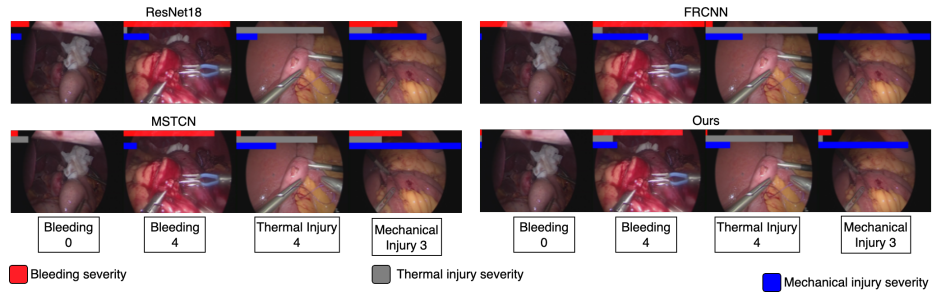 ResNet18
FRCNN
MSTCN
Ours
Bleeding
0
Bleeding
4
Thermal Injury
4
Mechanical
Injury 3
Bleeding
0
Bleeding
4
Thermal Injury
4
Mechanical
Injury 3
Bleeding severity
Thermal injury severity
Mechanical injury severity